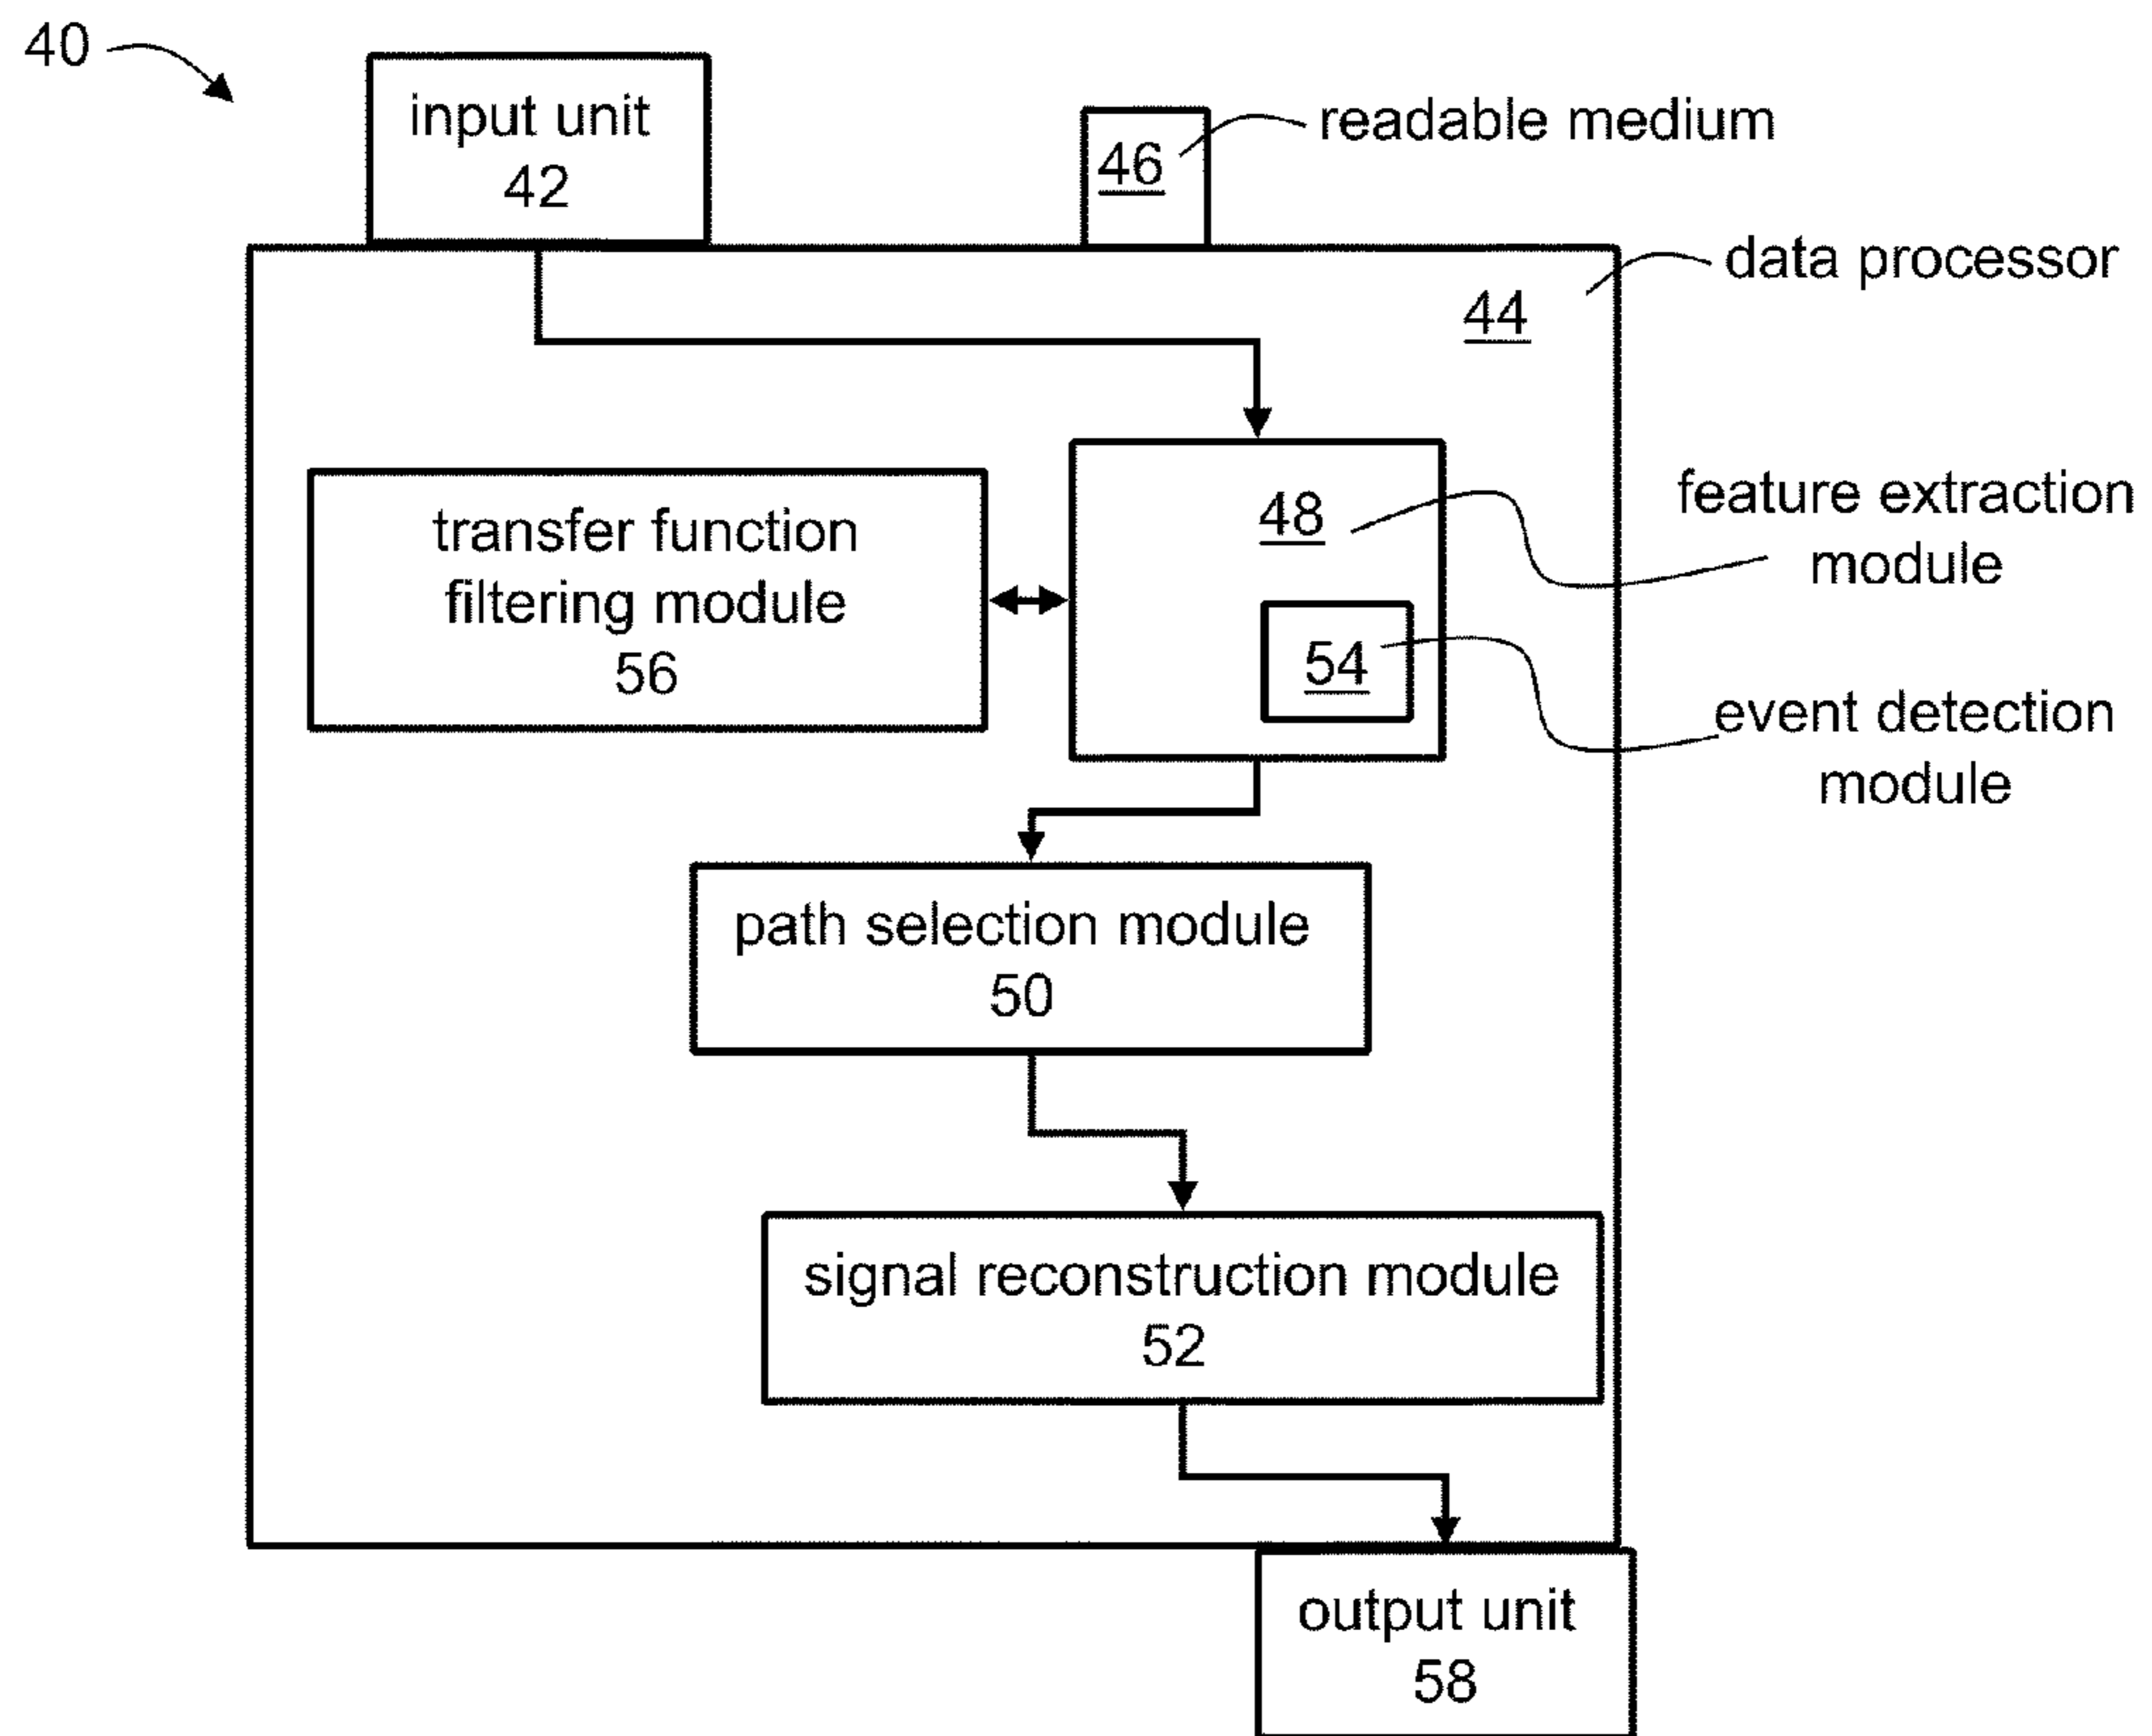 40
input unit
42
46
readable medium
data processor
44
transfer function
filtering module
56
48
feature extraction
module
54
event detection
module
path selection module
50
signal reconstruction module
52
output unit
58